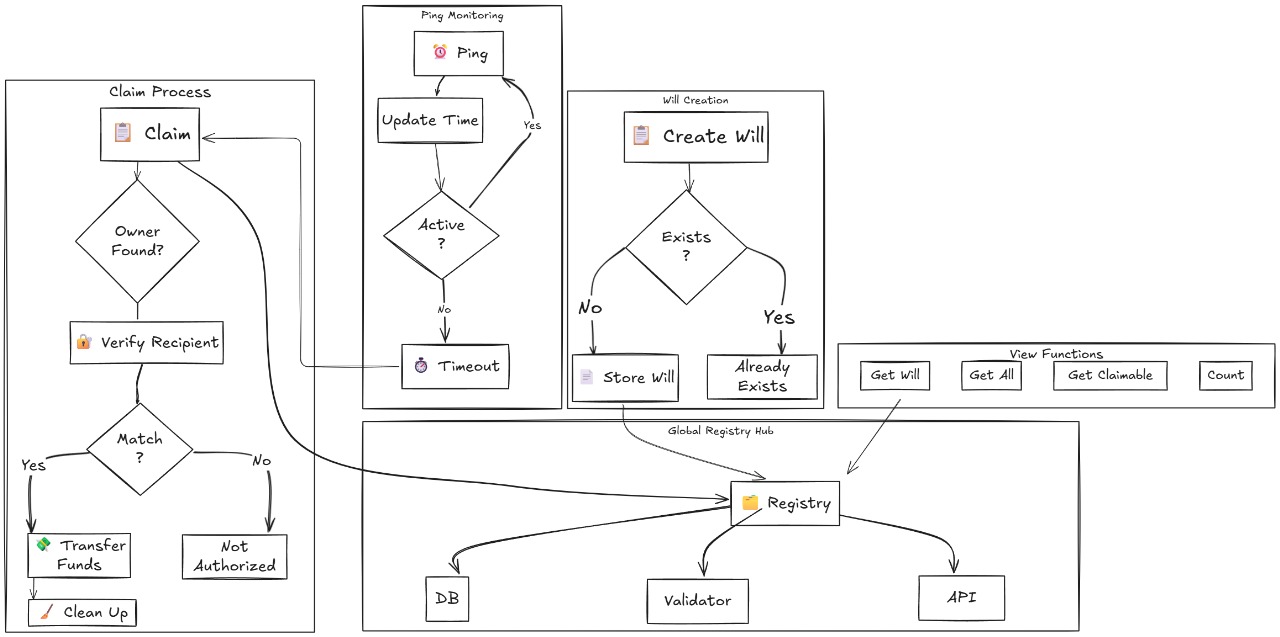 Claim Process
Claim
Owner
Found?
Verify Recipient
Match
?
Yes
No
Transfer
Funds
Not
Authorized
Clean Up
Ping Monitoring
Ping
Update Time
Yes
Active
?
No
Timeout
Will Creation
Create Will
Exists
?
No
Yes
Store Will
Already
Exists
View Functions
Get Will
Get All
Get Claimable
Count
Global Registry Hub
Registry
DB
Validator
API